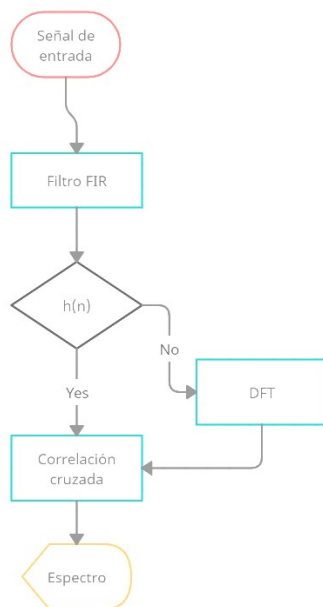 Señal de
entrada
Filtro FIR
h(n)
No
Yes
DFT
Correlación
cruzada
Espectro